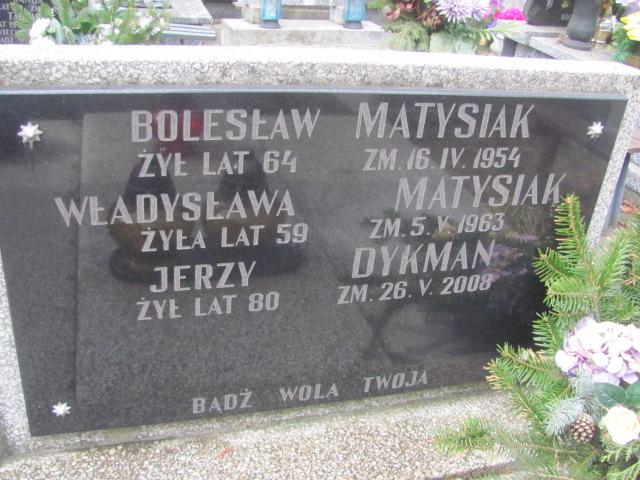 BOLESŁAW MATYSIAK
ŻYŁ LAT 64 ZM. 16. IV. 1954
WŁADYSŁAWA MATYSIAK
ŻYŁA LAT 59 ZM. 5. V. 1963
JERZY DYKMAN
ŻYŁ LAT 80 ZM. 26. V. 2008
BĄDŹ WOLA TWOJA